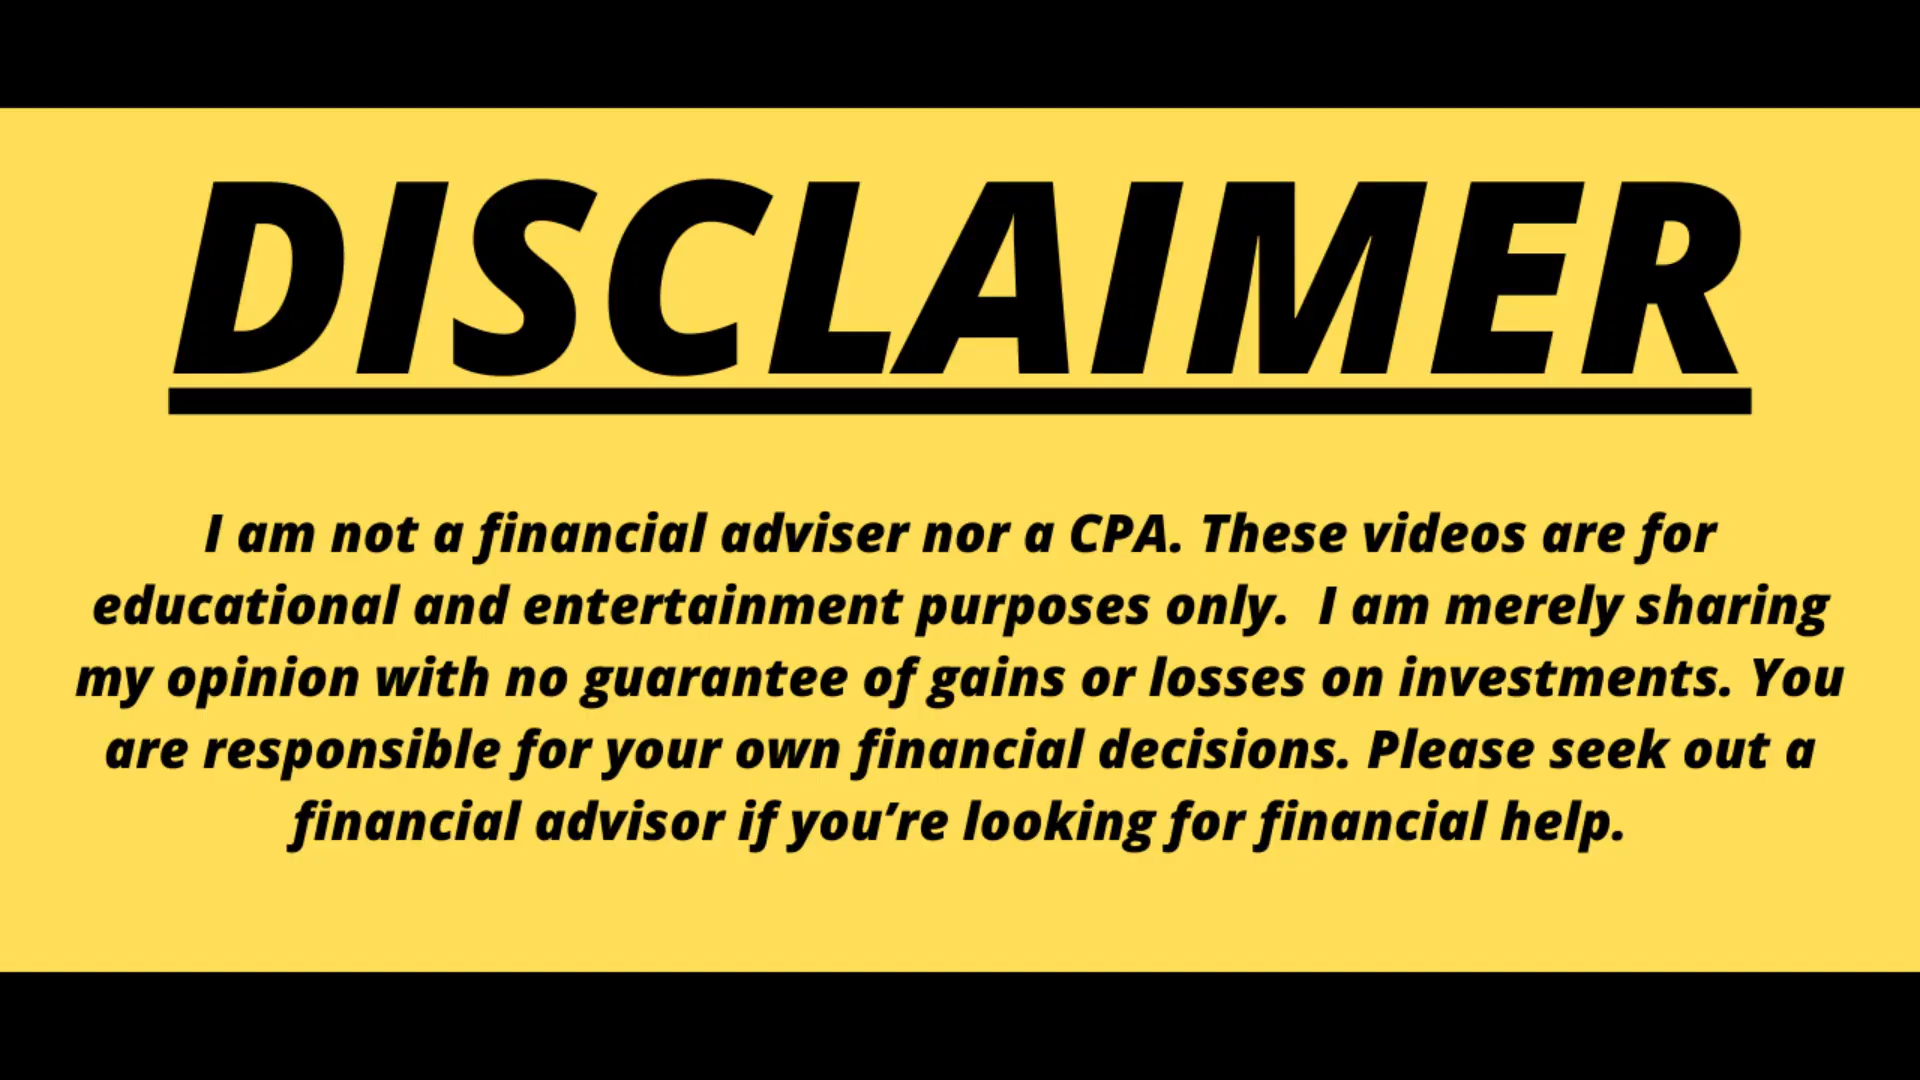 DISCLAIMER
I am not a financial adviser nor a CPA. These videos are for
educational and entertainment purposes only.  I am merely sharing
my opinion with no guarantee of gains or losses on investments. You
are responsible for your own financial decisions. Please seek out a
financial advisor if you’re looking for financial help.